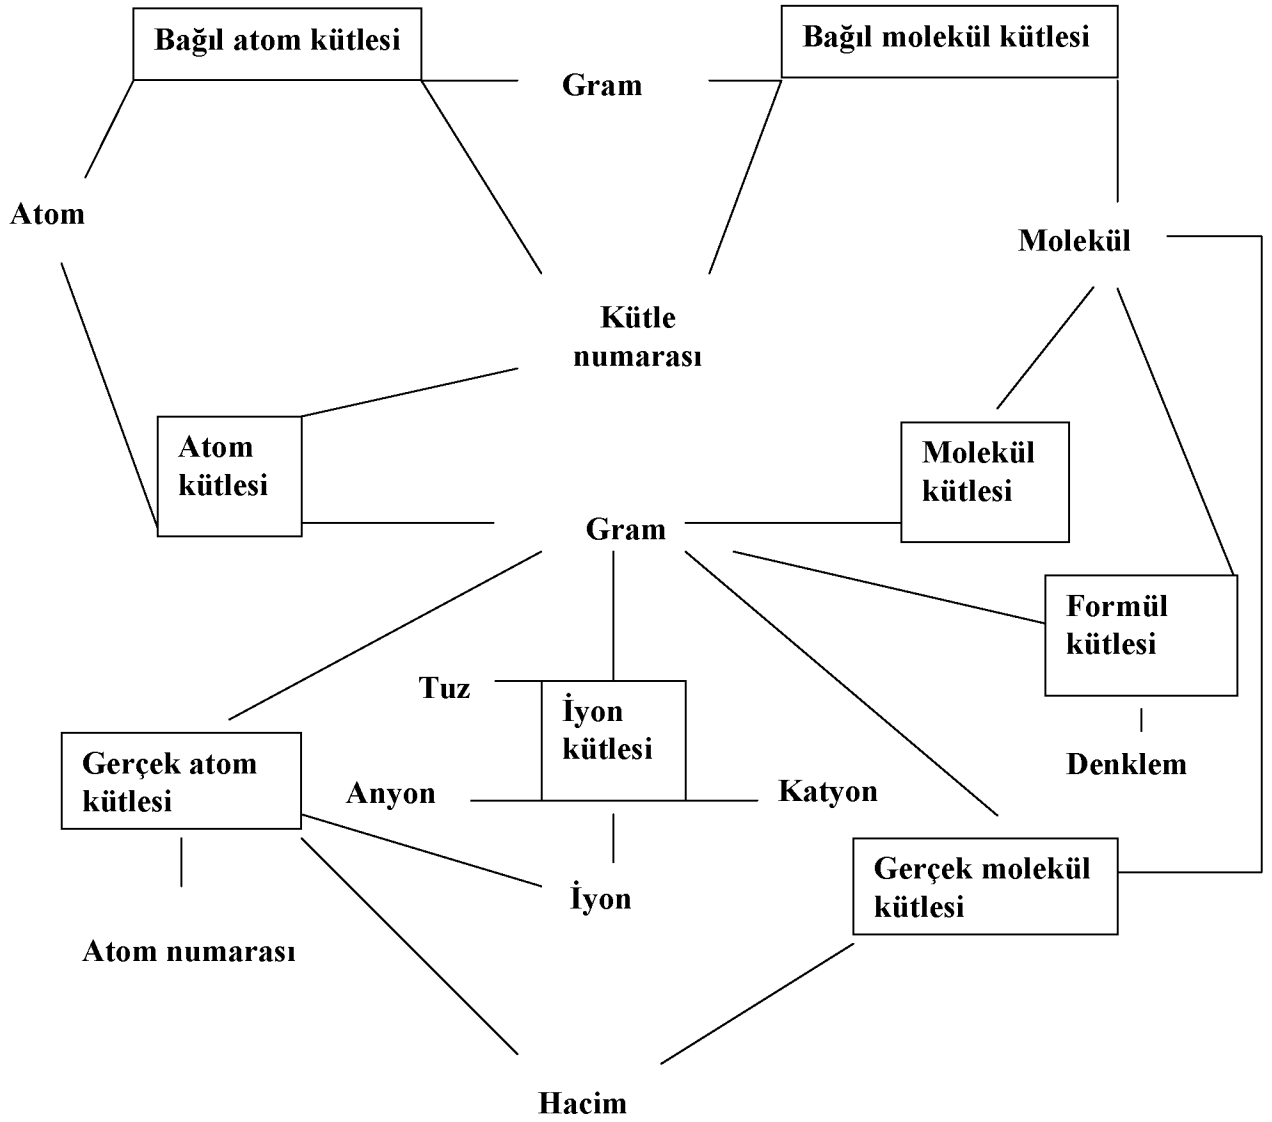 Bağıl atom kütlesi
Bağıl molekül kütlesi
Gram
Atom
Molekül
Kütle
numarası
Atom
kütlesi
Molekül
kütlesi
Gram
Formül
kütlesi
Tuz
İyon
kütlesi
Gerçek atom
kütlesi
Anyon
Katyon
Denklem
İyon
Gerçek molekül
kütlesi
Atom numarası
Hacim